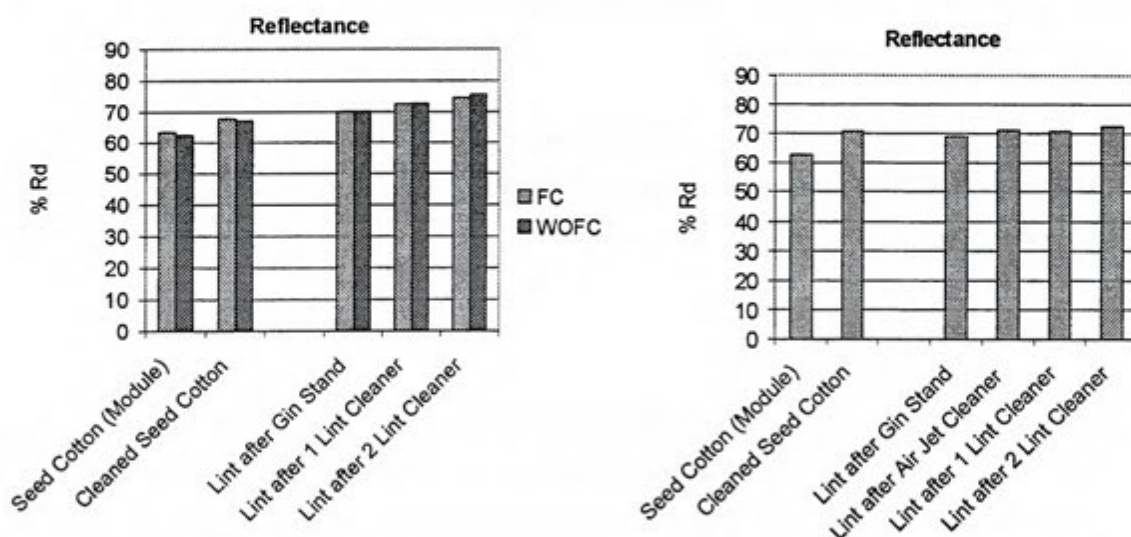 Reflectance
90
80
70
60
50
40
30
20
10
0
% Rd
Seed Cotton (Module)
Cleaned Seed Cotton
Lint after Gin Stand
Lint after 1 Lint Cleaner
Lint after 2 Lint Cleaner
FC
WOFC
Reflectance
90
80
70
60
50
40
30
20
10
0
% Rd
Seed Cotton (Module)
Cleaned Seed Cotton
Lint after Gin Stand
Lint after Air Jet Cleaner
Lint after 1 Lint Cleaner
Lint after 2 Lint Cleaner